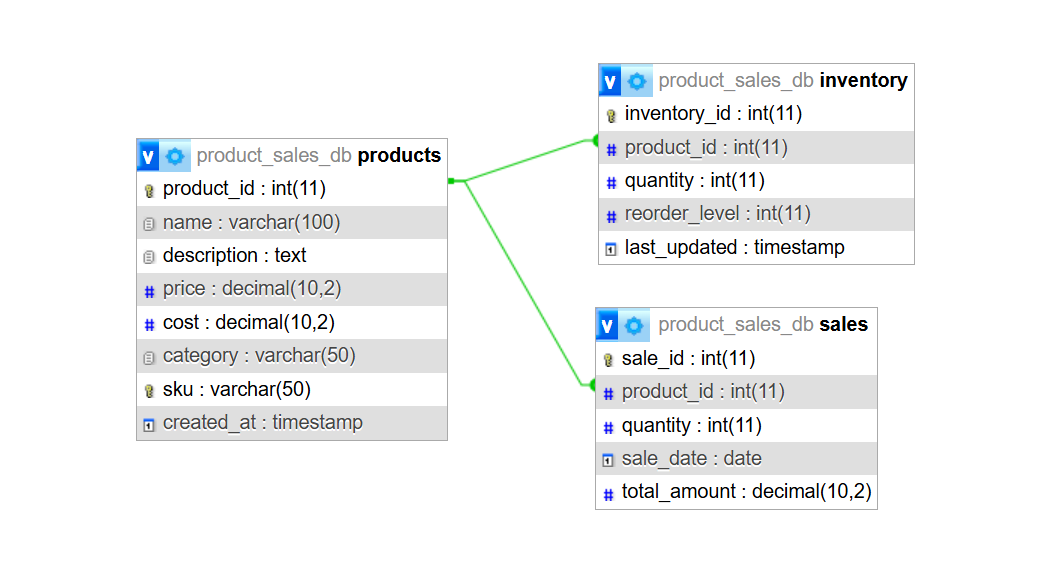 product_sales_db products
product_id : int(11)
name : varchar(100)
description : text
price : decimal(10,2)
cost : decimal(10,2)
category : varchar(50)
sku : varchar(50)
created_at : timestamp
product_sales_db inventory
inventory_id : int(11)
product_id : int(11)
quantity : int(11)
reorder_level : int(11)
last_updated : timestamp
product_sales_db sales
sale_id : int(11)
product_id : int(11)
quantity : int(11)
sale_date : date
total_amount : decimal(10,2)